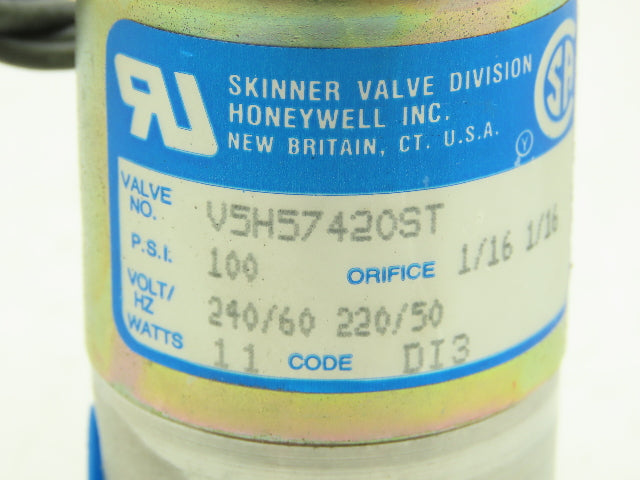 SKINNER VALVE DIVISION
HONEYWELL INC.
NEW BRITAIN, CT. U.S.A.
VALVE NO. V5H57420ST
P.S.I. 100 ORIFICE 1/16 1/16
VOLT/HZ 240/60 220/50
WATTS 11 CODE DI3